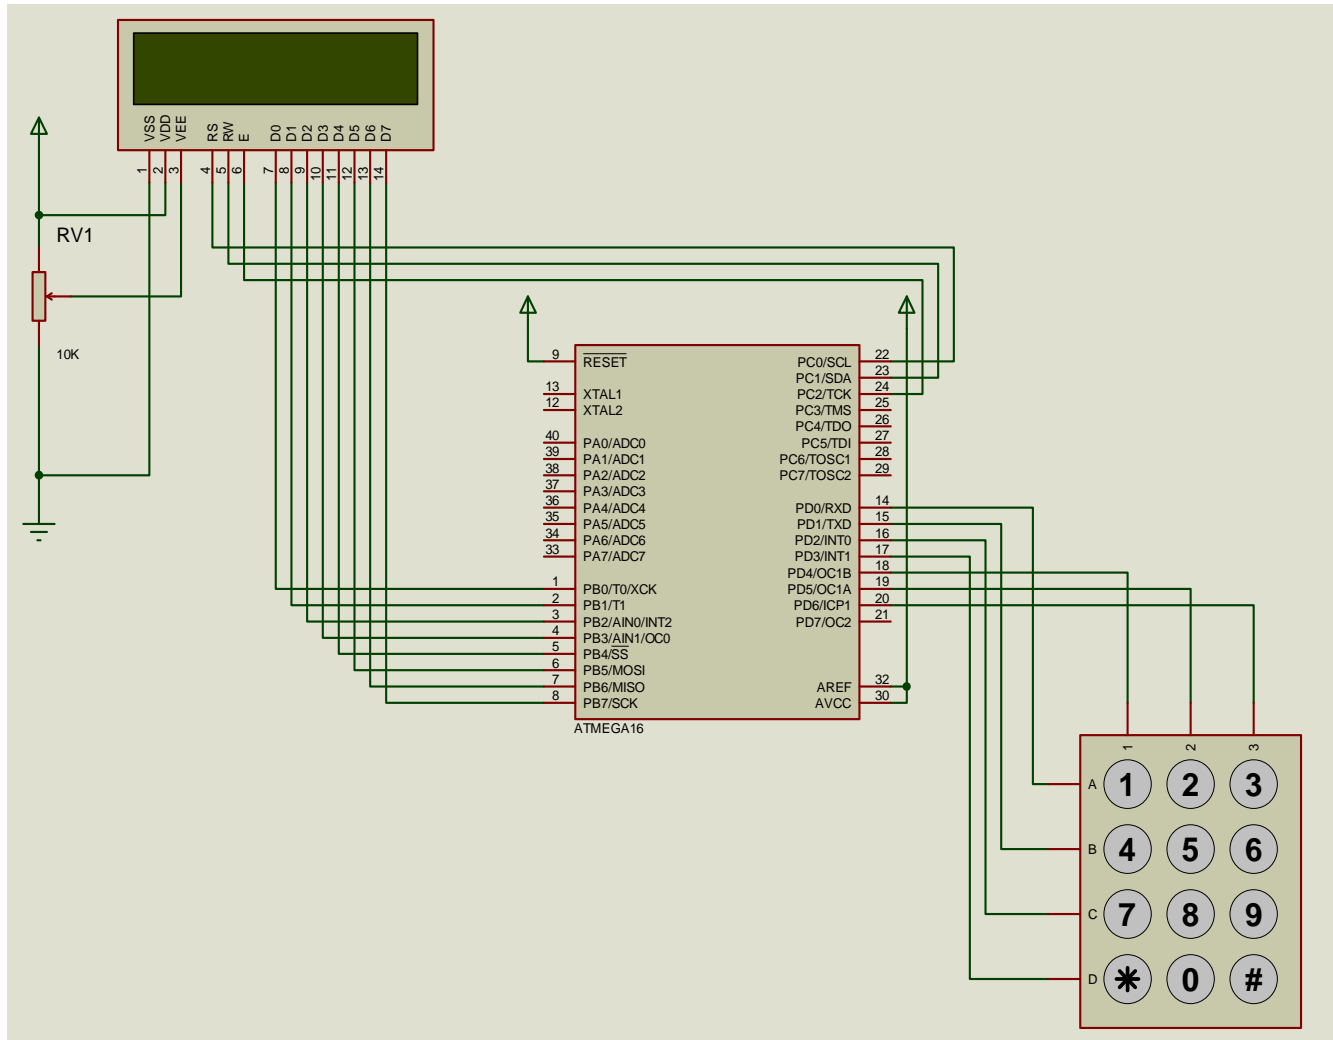 VSS
VDD
VEE
RS
RW
E
D0
D1
D2
D3
D4
D5
D6
D7
1
2
3
4
5
6
7
8
9
10
11
12
13
14
RV1
10K
9 RESET
13 XTAL1
12 XTAL2
40 PA0/ADC0
39 PA1/ADC1
38 PA2/ADC2
37 PA3/ADC3
36 PA4/ADC4
35 PA5/ADC5
34 PA6/ADC6
33 PA7/ADC7
1 PB0/T0/XCK
2 PB1/T1
3 PB2/AIN0/INT2
4 PB3/AIN1/OC0
5 PB4/SS
6 PB5/MOSI
7 PB6/MISO
8 PB7/SCK
PC0/SCL 22
PC1/SDA 23
PC2/TCK 24
PC3/TMS 25
PC4/TDO 26
PC5/TDI 27
PC6/TOSC1 28
PC7/TOSC2 29
PD0/RXD 14
PD1/TXD 15
PD2/INT0 16
PD3/INT1 17
PD4/OC1B 18
PD5/OC1A 19
PD6/ICP1 20
PD7/OC2 21
AREF 32
AVCC 30
ATMEGA16
1 2 3
A 1 2 3
B 4 5 6
C 7 8 9
D * 0 #